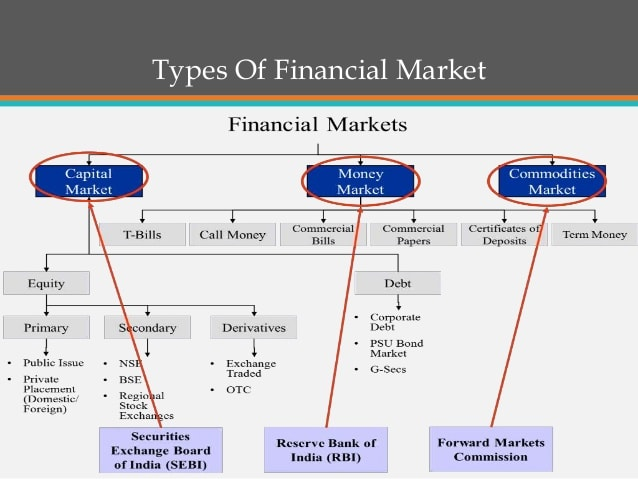 Types Of Financial Market
Financial Markets
Capital
Market
Money
Market
Commodities
Market
T-Bills
Call Money
Commercial
Bills
Commercial
Papers
Certificates of
Deposits
Term Money
Equity
Debt
Primary
Secondary
Derivatives
• Corporate
Debt
• PSU Bond
Market
• G-Secs
• Public Issue
• Private
Placement
(Domestic/
Foreign)
• NSE
• BSE
• Regional
Stock
Exchanges
• Exchange
Traded
• OTC
Securities
Exchange Board
of India (SEBI)
Reserve Bank of
India (RBI)
Forward Markets
Commission